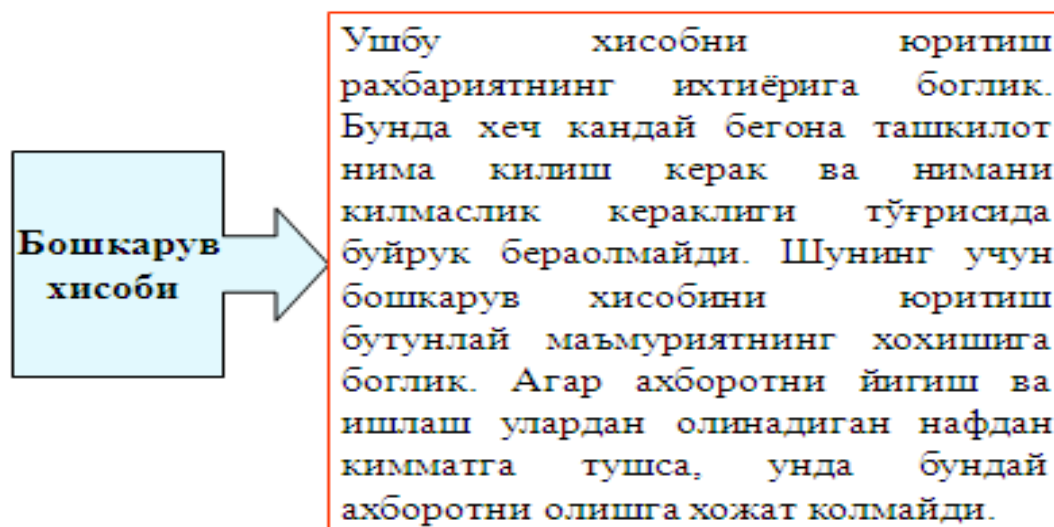 Бошкарув
хисоби
Ушбу хисобни юритиш
рахбариятнинг ихтиёрига боглик.
Бунда хеч кандай бегона ташкилот
нима килиш керак ва нимани
килмаслик кераклиги тўғрисида
буйрук бераолмайди. Шунинг учун
бошкарув хисобини юритиш
бутунлай маъмуриятнинг хохишига
боглик. Агар ахборотни йигиш ва
ишлаш улардан олинадиган нафдан
кимматга тушса, унда бундай
ахборотни олишга хожат колмайди.